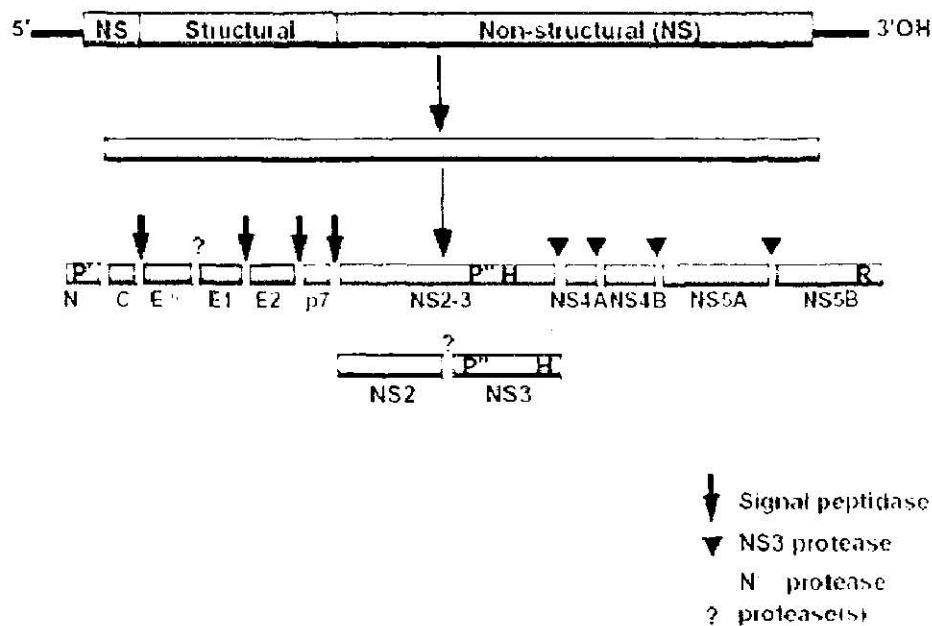 5' NS Structural Non-structural (NS) 3'OH
?
P" H R
N C E" E1 E2 p7 NS2-3 NS4A NS4B NS5A NS5B
?
P" H
NS2 NS3
Signal peptidase
NS3 protease
N protease
? protease(s)